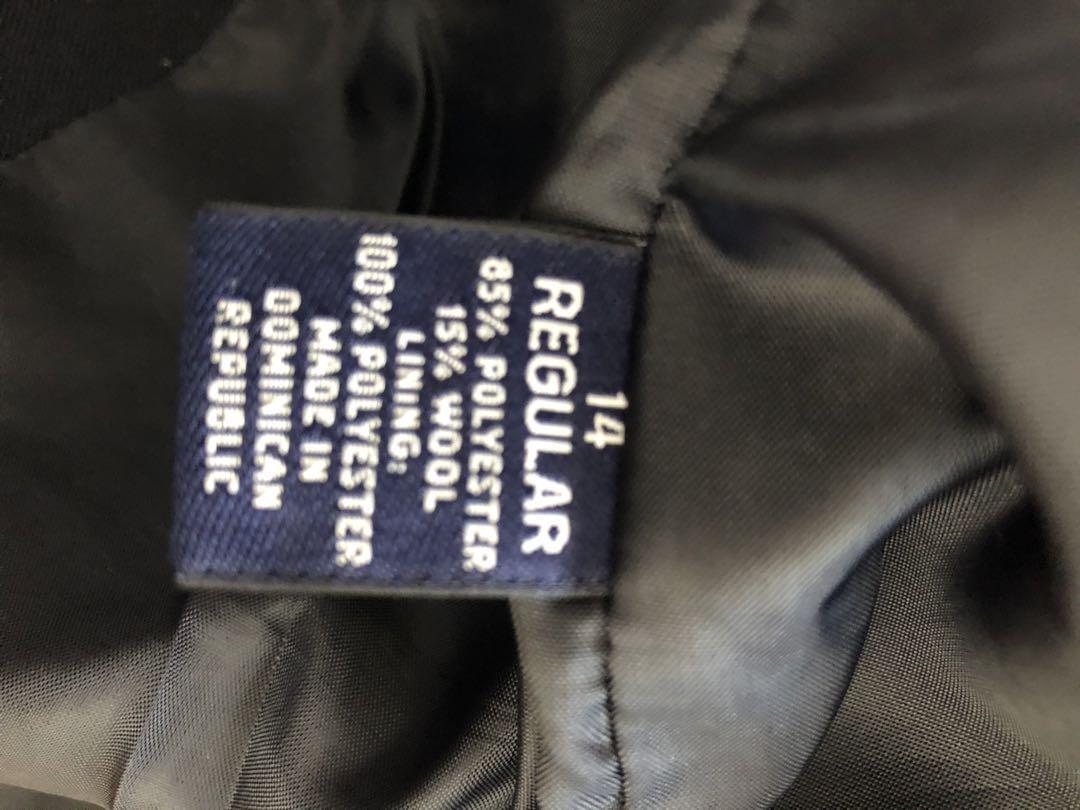 14
REGULAR
85% POLYESTER
15% WOOL
LINING:
100% POLYESTER
MADE IN
DOMINICAN
REPUBLIC